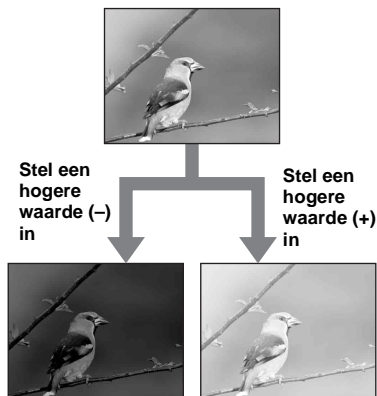 Stel een
hogere
waarde (–)
in
Stel een
hogere
waarde (+)
in